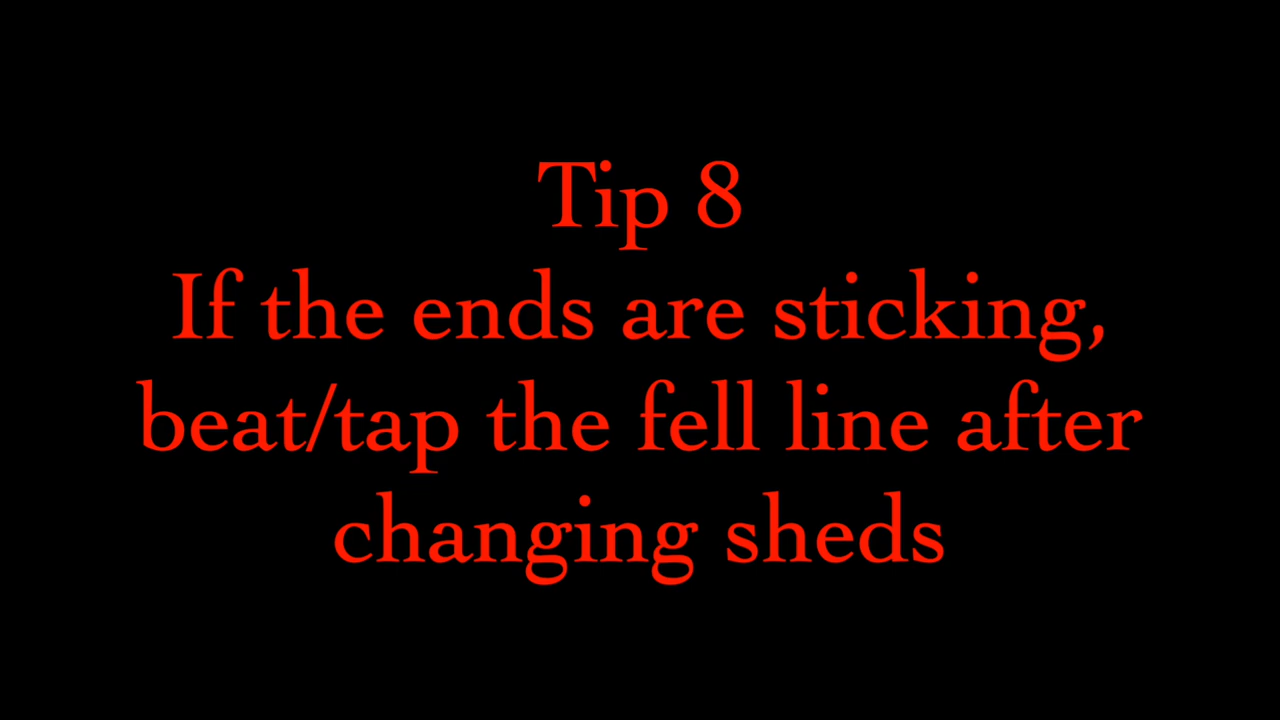 Tip 8
If the ends are sticking,
beat/tap the fell line after
changing sheds